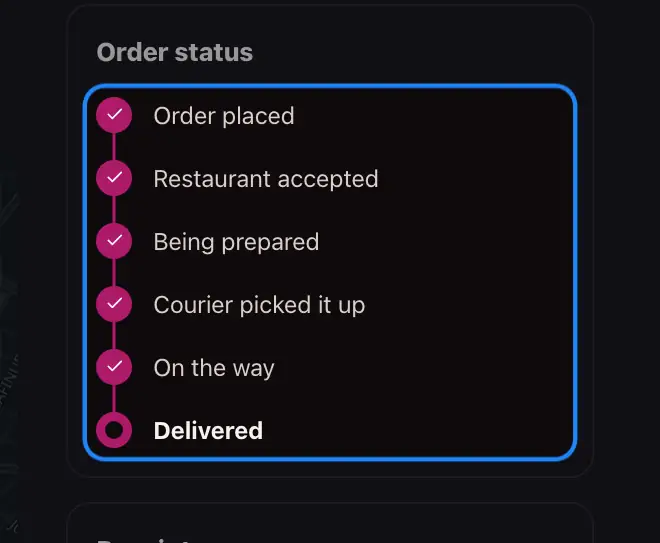 Order status
Order placed
Restaurant accepted
Being prepared
Courier picked it up
On the way
Delivered